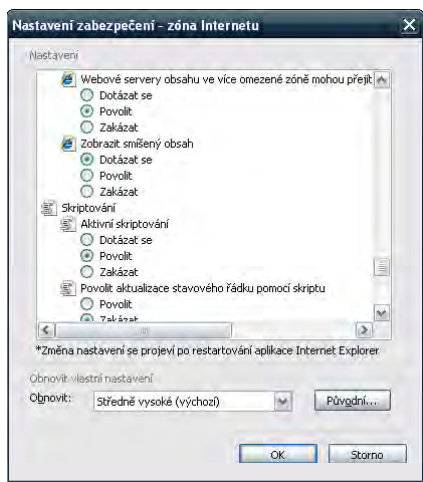 Nastavení zabezpečení - zóna Internetu
Nastavení
Webové servery obsahu ve více omezené zóně mohou přejít
Dotázat se
Povolit
Zakázat
Zobrazit smíšený obsah
Dotázat se
Povolit
Zakázat
Skriptování
Aktivní skriptování
Dotázat se
Povolit
Zakázat
Povolit aktualizace stavového řádku pomocí skriptu
Povolit
Zakázat
*Změna nastavení se projeví po restartování aplikace Internet Explorer
Obnovit vlastní nastavení
Obnovit: Středně vysoké (výchozí) Původní...
OK Storno